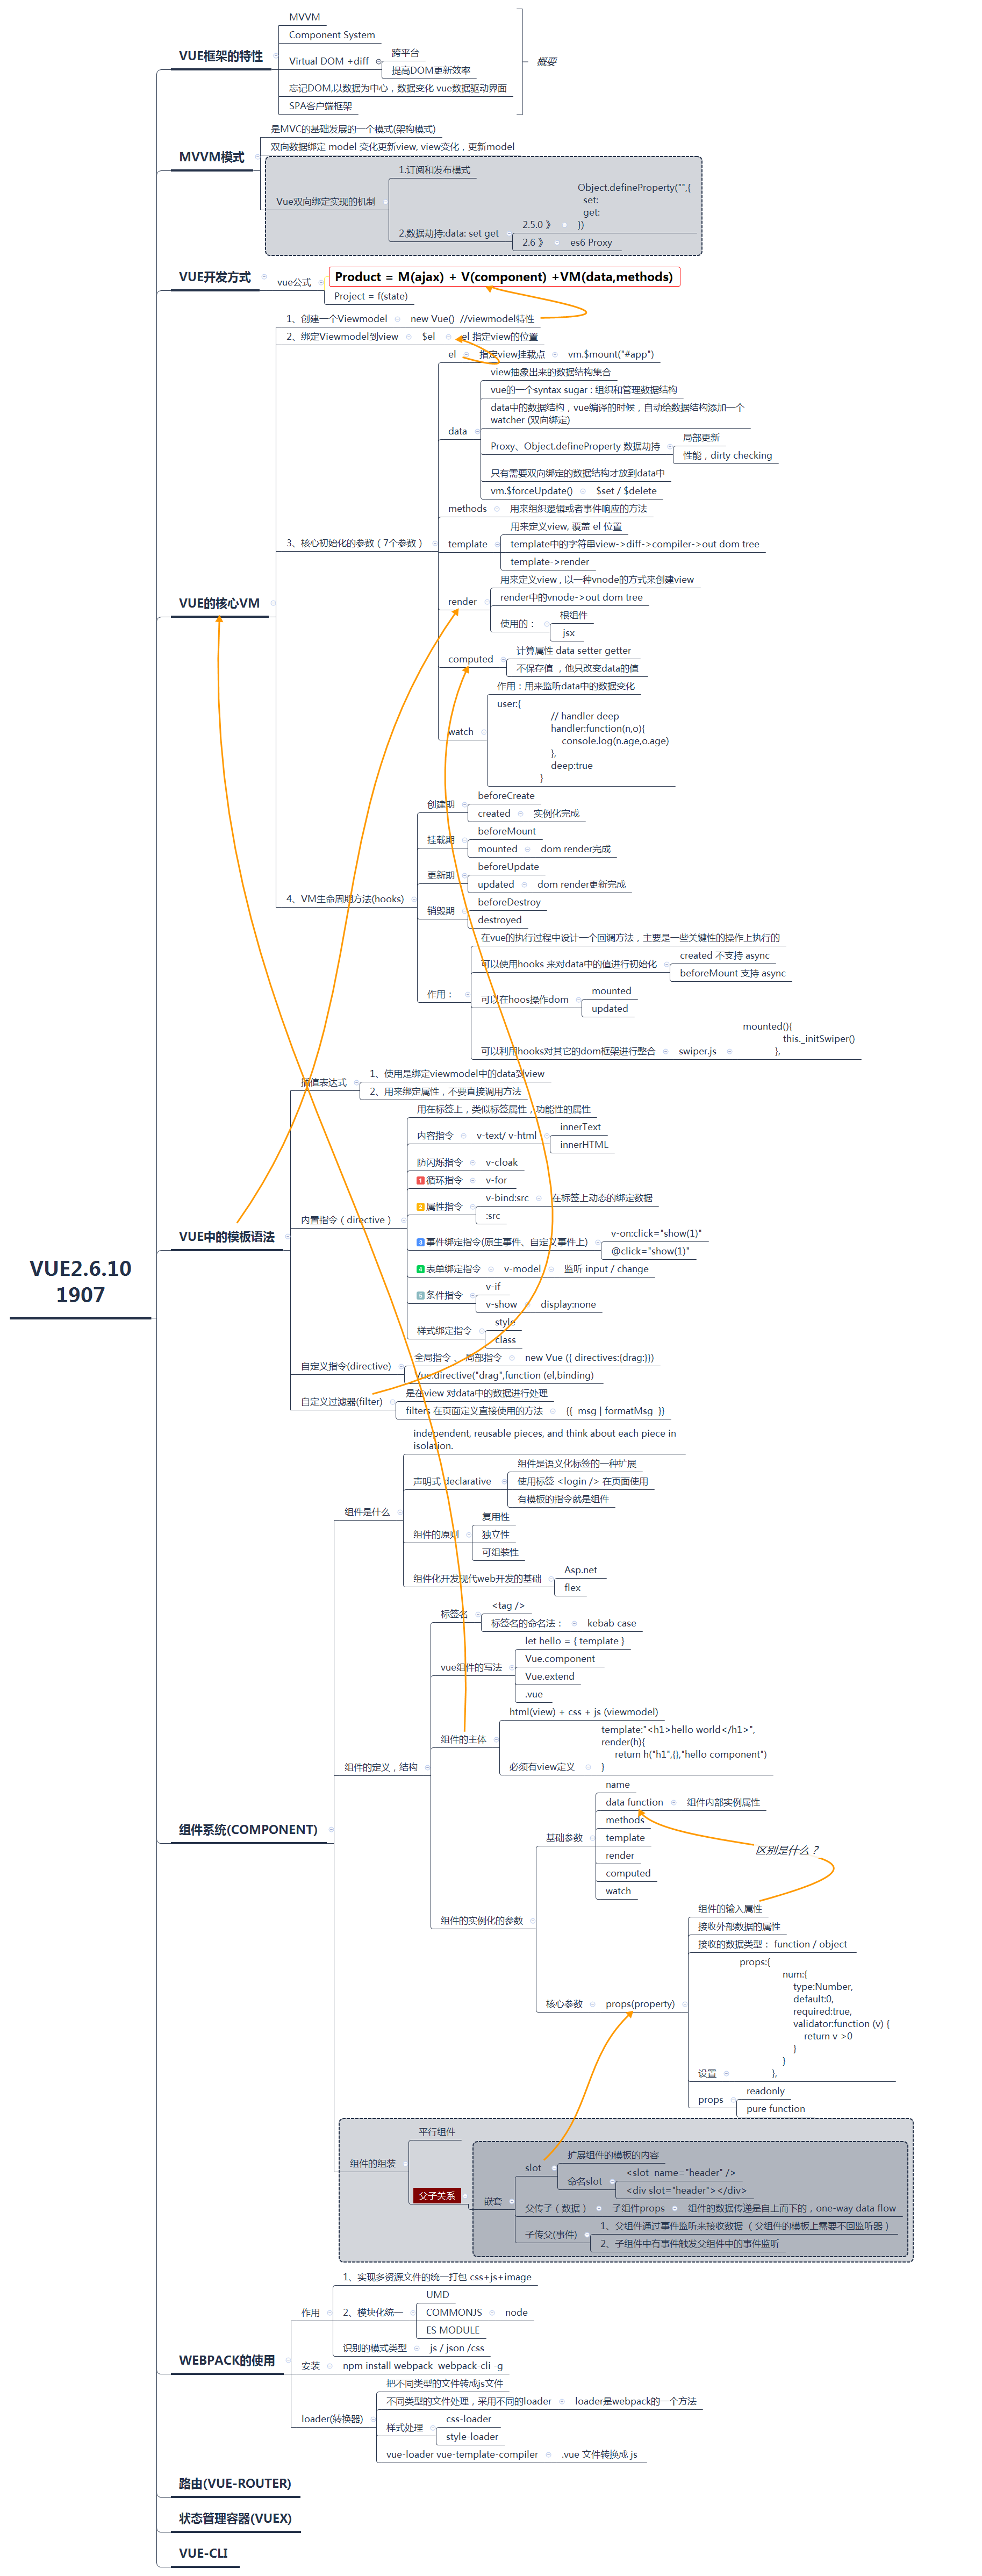 VUE2.6.10
1907
VUE框架的特性
MVVM
Component System
Virtual DOM +diff
跨平台
提高DOM更新效率
忘记DOM,以数据为中心，数据变化 vue数据驱动界面
SPA客户端框架
概要
MVVM模式
是MVC的基础发展的一个模式(架构模式)
双向数据绑定 model 变化更新view, view变化，更新model
Vue双向绑定实现的机制
1.订阅和发布模式
2.数据劫持:data: set get
2.5.0 》
Object.defineProperty("",{
set:
get:
})
2.6 》
es6 Proxy
VUE开发方式
vue公式
Product = M(ajax) + V(component) +VM(data,methods)
Project = f(state)
VUE的核心VM
1、创建一个Viewmodel
new Vue()  //viewmodel特性
2、绑定Viewmodel到view
$el
el 指定view的位置
3、核心初始化的参数（7个参数）
el
指定view挂载点
vm.$mount("#app")
data
view抽象出来的数据结构集合
vue的一个syntax sugar : 组织和管理数据结构
data中的数据结构，vue编译的时候，自动给数据结构添加一个
watcher (双向绑定)
Proxy、Object.defineProperty 数据劫持
局部更新
性能，dirty checking
只有需要双向绑定的数据结构才放到data中
vm.$forceUpdate()
$set / $delete
methods
用来组织逻辑或者事件响应的方法
template
用来定义view, 覆盖 el 位置
template中的字符串view->diff->compiler->out dom tree
template->render
render
用来定义view , 以一种vnode的方式来创建view
render中的vnode->out dom tree
使用的：
根组件
jsx
computed
计算属性 data setter getter
不保存值 ，他只改变data的值
watch
作用：用来监听data中的数据变化
user:{
// handler deep
handler:function(n,o){
console.log(n.age,o.age)
},
deep:true
}
4、VM生命周期方法(hooks)
创建期
beforeCreate
created
实例化完成
挂载期
beforeMount
mounted
dom render完成
更新期
beforeUpdate
updated
dom render更新完成
销毁期
beforeDestroy
destroyed
作用：
在vue的执行过程中设计一个回调方法，主要是一些关键性的操作上执行的
可以使用hooks 来对data中的值进行初始化
created 不支持 async
beforeMount 支持 async
可以在hoos操作dom
mounted
updated
可以利用hooks对其它的dom框架进行整合
swiper.js
mounted(){
this._initSwiper()
},
VUE中的模板语法
插值表达式
1、使用是绑定viewmodel中的data到view
2、用来绑定属性，不要直接调用方法
内置指令（directive）
用在标签上，类似标签属性，功能性的属性
内容指令
v-text/ v-html
innerText
innerHTML
防闪烁指令
v-cloak
1 循环指令
v-for
2 属性指令
v-bind:src
在标签上动态的绑定数据
:src
3 事件绑定指令(原生事件、自定义事件上)
v-on:click="show(1)"
@click="show(1)"
4 表单绑定指令
v-model
监听 input / change
5 条件指令
v-if
v-show
display:none
样式绑定指令
style
class
自定义指令(directive)
全局指令 、 局部指令
new Vue ({ directives:{drag:}})
Vue.directive("drag",function (el,binding)
自定义过滤器(filter)
是在view 对data中的数据进行处理
filters 在页面定义直接使用的方法
{{  msg | formatMsg  }}
组件系统(COMPONENT)
组件是什么
independent, reusable pieces, and think about each piece in
isolation.
声明式 declarative
组件是语义化标签的一种扩展
使用标签 <login /> 在页面使用
有模板的指令就是组件
组件的原则
复用性
独立性
可组装性
组件化开发现代web开发的基础
Asp.net
flex
组件的定义，结构
标签名
<tag />
标签名的命名法：
kebab case
vue组件的写法
let hello = { template }
Vue.component
Vue.extend
.vue
组件的主体
html(view) + css + js (viewmodel)
必须有view定义
template:"<h1>hello world</h1>",
render(h){
return h("h1",{},"hello component")
}
组件的实例化的参数
基础参数
name
data function
组件内部实例属性
methods
template
render
computed
watch
区别是什么？
核心参数
props(property)
组件的输入属性
接收外部数据的属性
接收的数据类型： function / object
设置
props:{
num:{
type:Number,
default:0,
required:true,
validator:function (v) {
return v >0
}
}
},
props
readonly
pure function
组件的组装
平行组件
父子关系
嵌套
slot
扩展组件的模板的内容
命名slot
<slot  name="header" />
<div slot="header"></div>
父传子（数据）
子组件props
组件的数据传递是自上而下的，one-way data flow
子传父(事件)
1、父组件通过事件监听来接收数据 （ 父组件的模板上需要不回监听器 ）
2、子组件中有事件触发父组件中的事件监听
WEBPACK的使用
作用
1、实现多资源文件的统一打包 css+js+image
2、模块化统一
UMD
COMMONJS
node
ES MODULE
识别的模式类型
js / json /css
安装
npm install webpack  webpack-cli -g
loader(转换器)
把不同类型的文件转成js文件
不同类型的文件处理，采用不同的loader
loader是webpack的一个方法
样式处理
css-loader
style-loader
vue-loader vue-template-compiler
.vue 文件转换成 js
路由(VUE-ROUTER)
状态管理容器(VUEX)
VUE-CLI